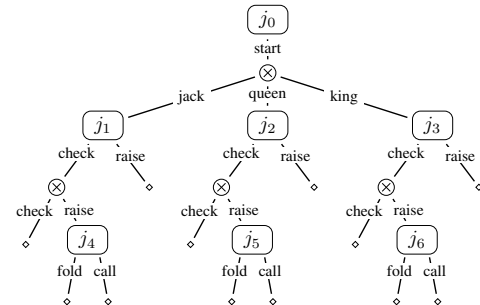 j0
start
jack queen king
j1 j2 j3
check raise check raise check raise
check raise check raise check raise
j4 j5 j6
fold call fold call fold call